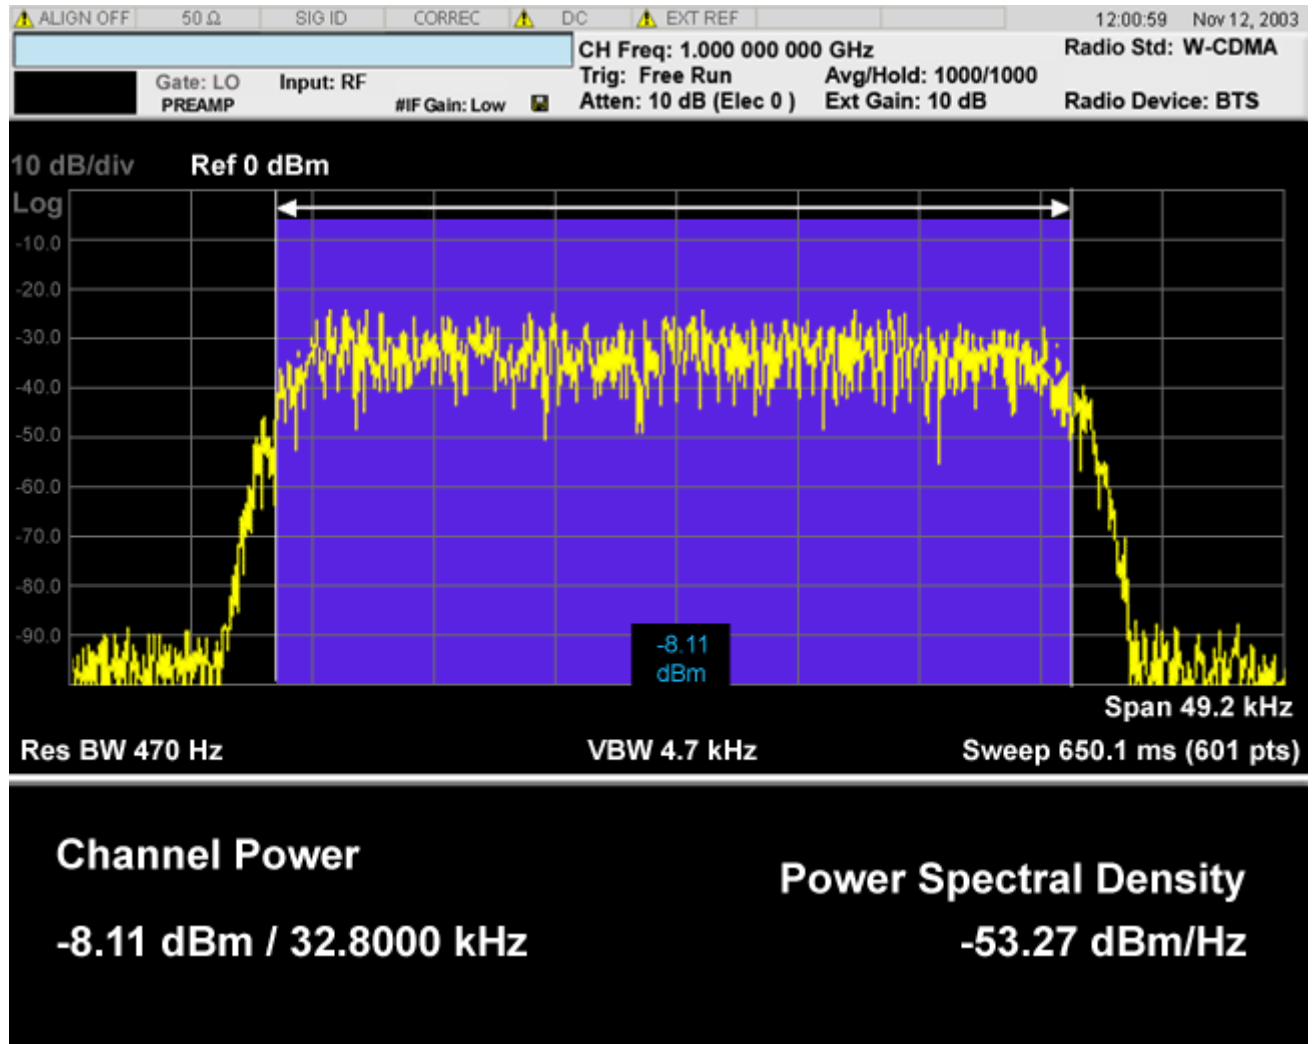 ALIGN OFF 50 Ω SIG ID CORREC DC EXT REF 12:00:59 Nov 12, 2003
CH Freq: 1.000 000 000 GHz Radio Std: W-CDMA
Gate: LO Input: RF Trig: Free Run Avg/Hold: 1000/1000
PREAMP #IF Gain: Low Atten: 10 dB (Elec 0 ) Ext Gain: 10 dB Radio Device: BTS
10 dB/div Ref 0 dBm
Log
-10.0
-20.0
-30.0
-40.0
-50.0
-60.0
-70.0
-80.0
-90.0
-8.11
dBm
Span 49.2 kHz
Res BW 470 Hz VBW 4.7 kHz Sweep 650.1 ms (601 pts)
Channel Power
Power Spectral Density
-8.11 dBm / 32.8000 kHz -53.27 dBm/Hz